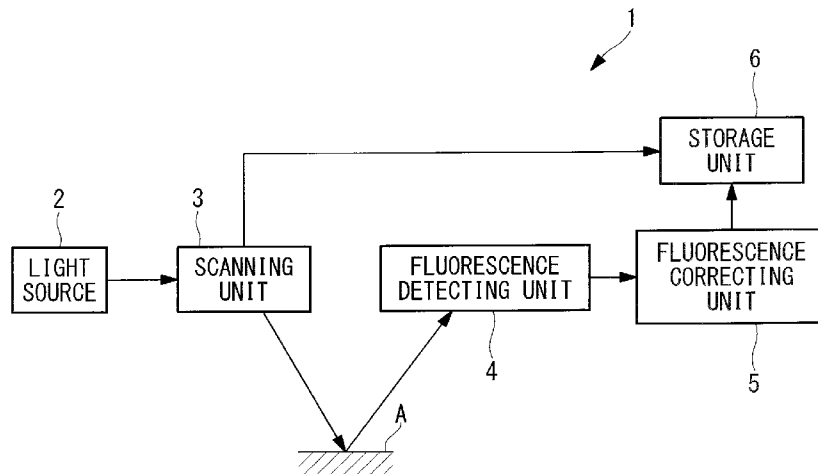 1
6
STORAGE
UNIT
2
3
LIGHT
SOURCE
SCANNING
UNIT
FLUORESCENCE
DETECTING UNIT
FLUORESCENCE
CORRECTING
UNIT
4
5
A